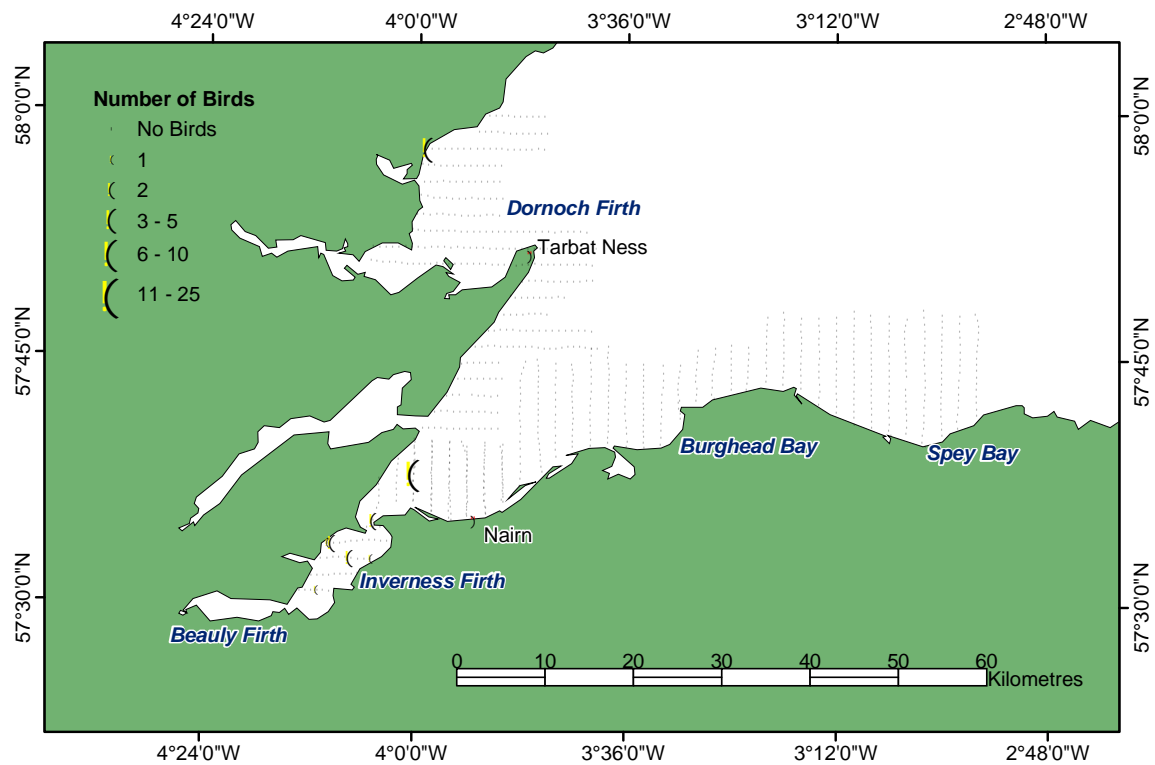 4°24'0"W 4°0'0"W 3°36'0"W 3°12'0"W 2°48'0"W
Number of Birds
No Birds
1
2
3 - 5
6 - 10
11 - 25
58°0'0"N
58°0'0"N
Dornoch Firth
Tarbat Ness
57°45'0"N
57°45'0"N
Burghead Bay
Spey Bay
Nairn
57°30'0"N
57°30'0"N
Inverness Firth
Beauly Firth
0 10 20 30 40 50 60
Kilometres
4°24'0"W 4°0'0"W 3°36'0"W 3°12'0"W 2°48'0"W